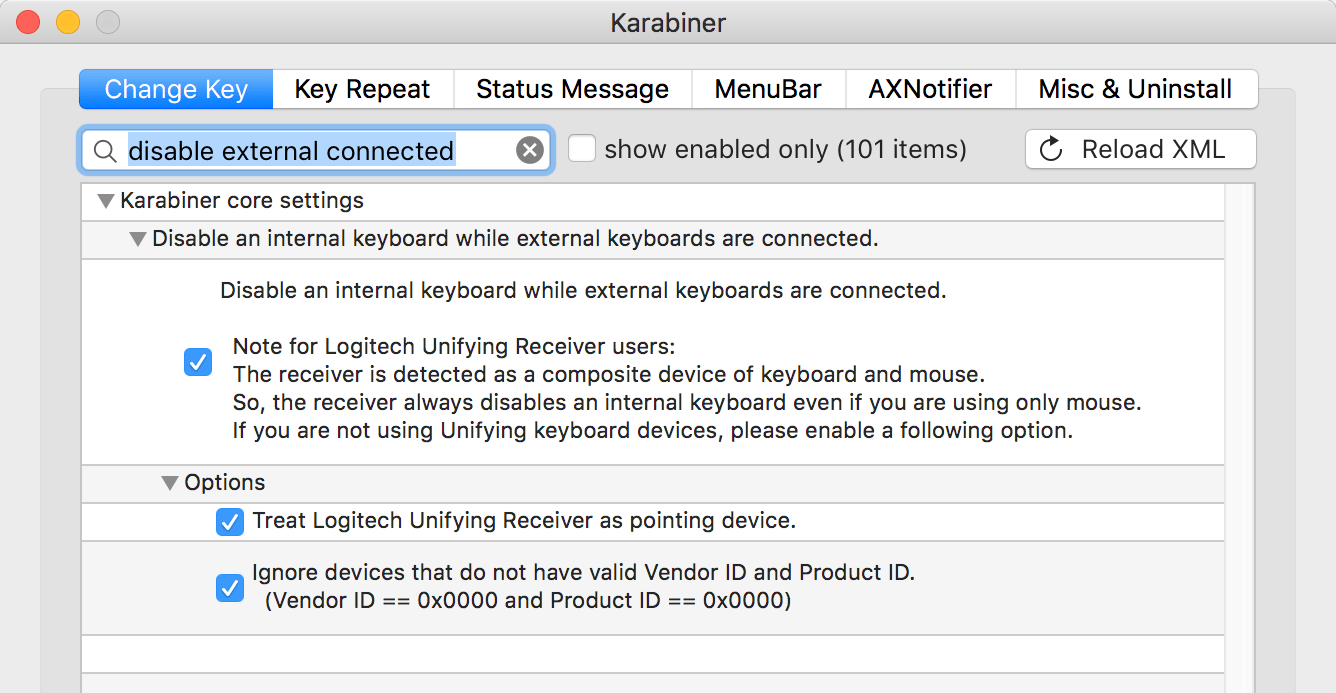 Karabiner
Change Key
Key Repeat
Status Message
MenuBar
AXNotifier
Misc & Uninstall
disable external connected
show enabled only (101 items)
Reload XML
Karabiner core settings
Disable an internal keyboard while external keyboards are connected.
Disable an internal keyboard while external keyboards are connected.
Note for Logitech Unifying Receiver users:
The receiver is detected as a composite device of keyboard and mouse.
So, the receiver always disables an internal keyboard even if you are using only mouse.
If you are not using Unifying keyboard devices, please enable a following option.
Options
Treat Logitech Unifying Receiver as pointing device.
Ignore devices that do not have valid Vendor ID and Product ID.
(Vendor ID == 0x0000 and Product ID == 0x0000)